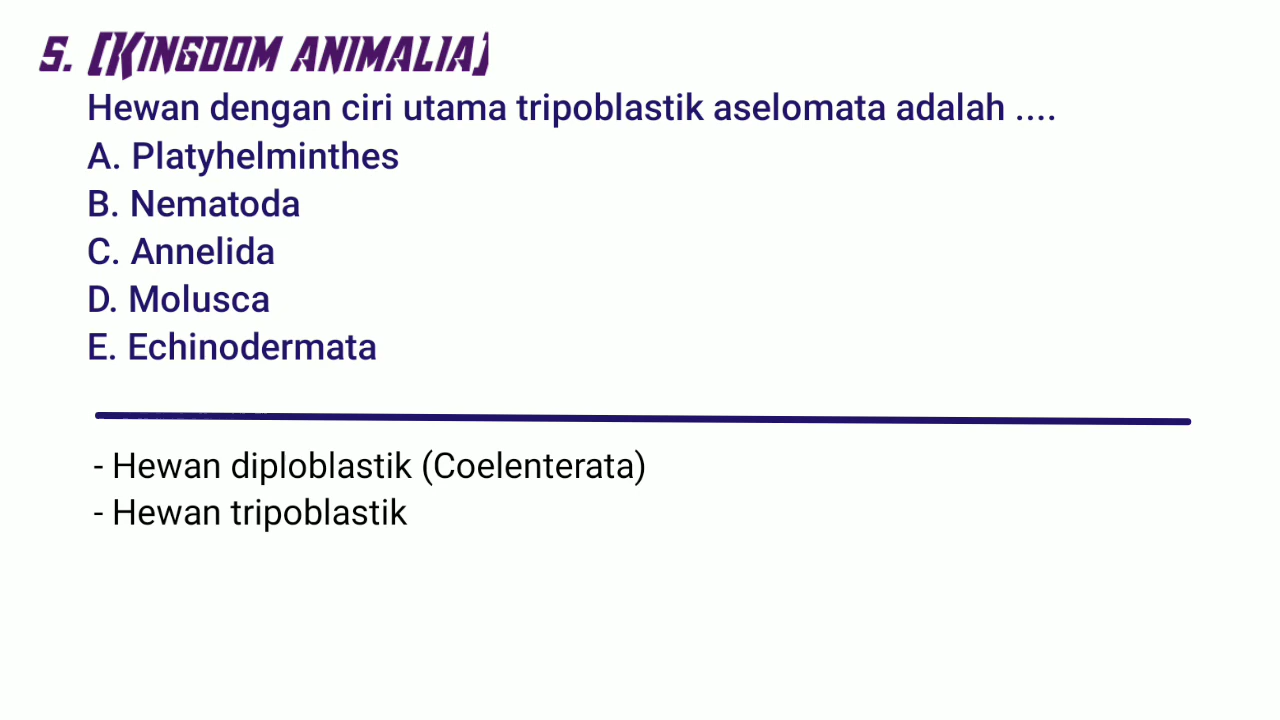 5. (Kingdom animalia)
Hewan dengan ciri utama tripoblastik aselomata adalah ....
A. Platyhelminthes
B. Nematoda
C. Annelida
D. Molusca
E. Echinodermata
- Hewan diploblastik (Coelenterata)
- Hewan tripoblastik